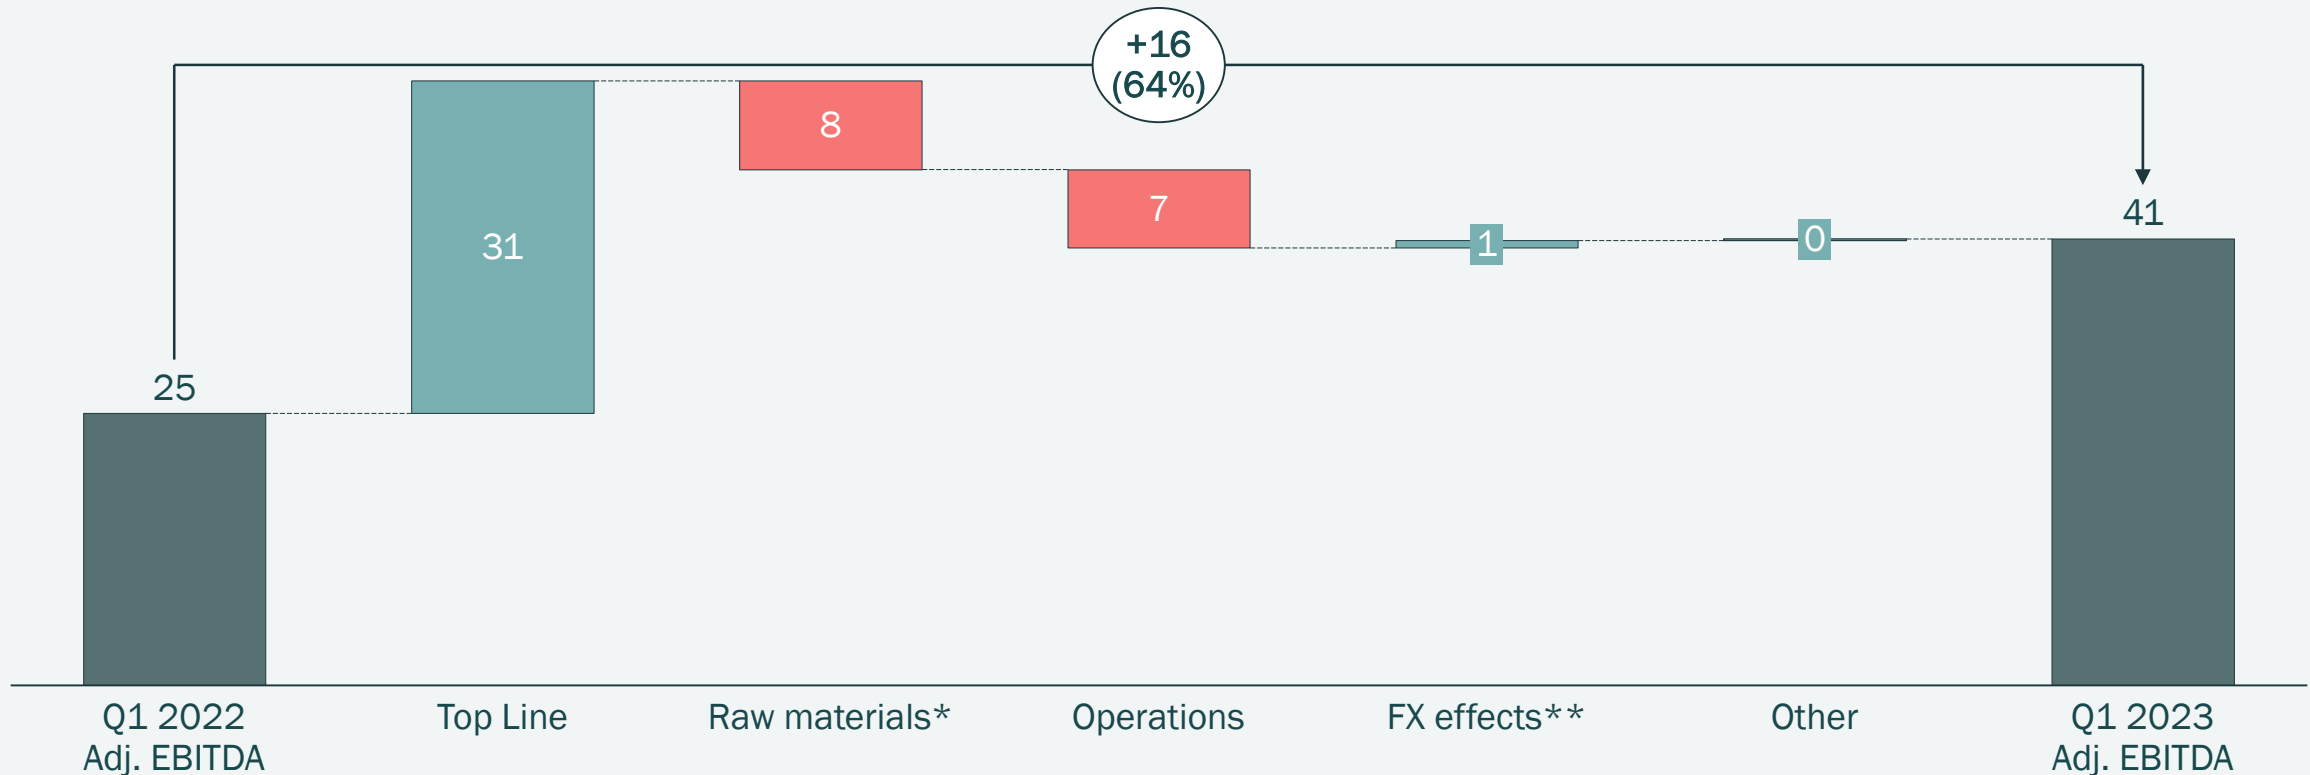 +16
(64%)
25
31
8
7
1
0
41
Q1 2022
Adj. EBITDA
Top Line
Raw materials*
Operations
FX effects**
Other
Q1 2023
Adj. EBITDA